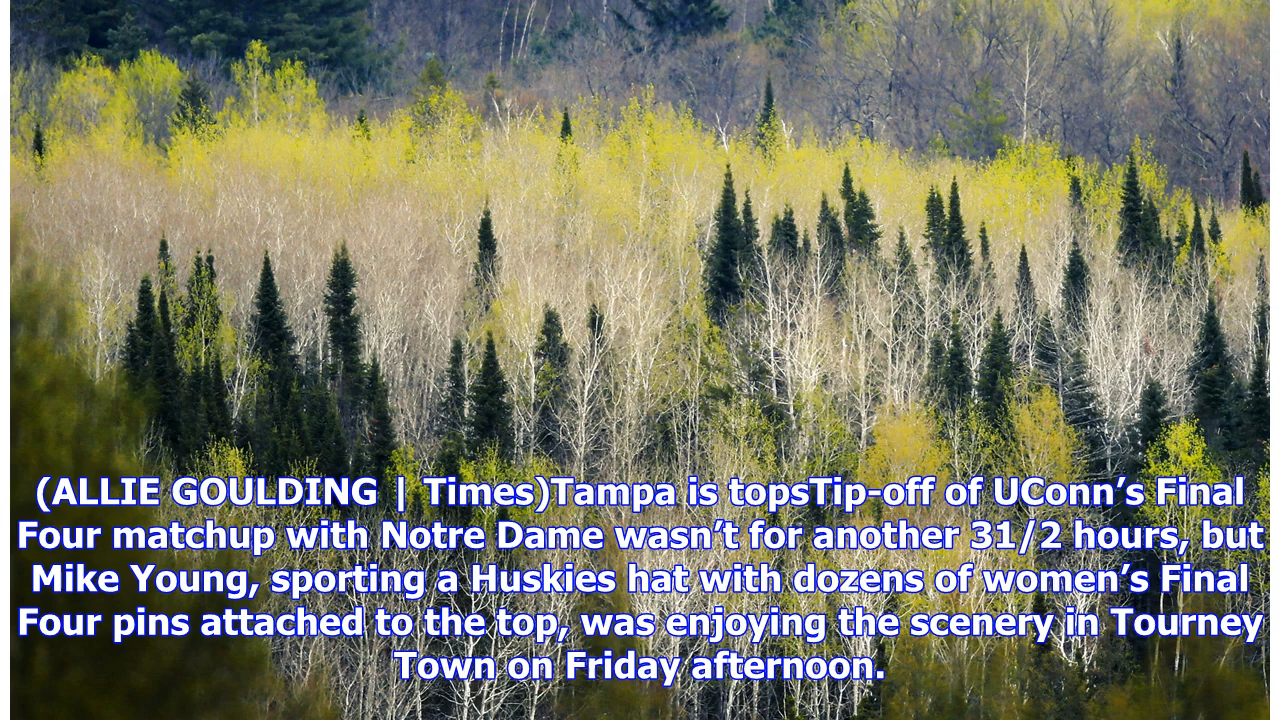 (ALLIE GOULDING | Times)Tampa is topsTip-off of UConn’s Final
Four matchup with Notre Dame wasn’t for another 31/2 hours, but
Mike Young, sporting a Huskies hat with dozens of women’s Final
Four pins attached to the top, was enjoying the scenery in Tourney
Town on Friday afternoon.